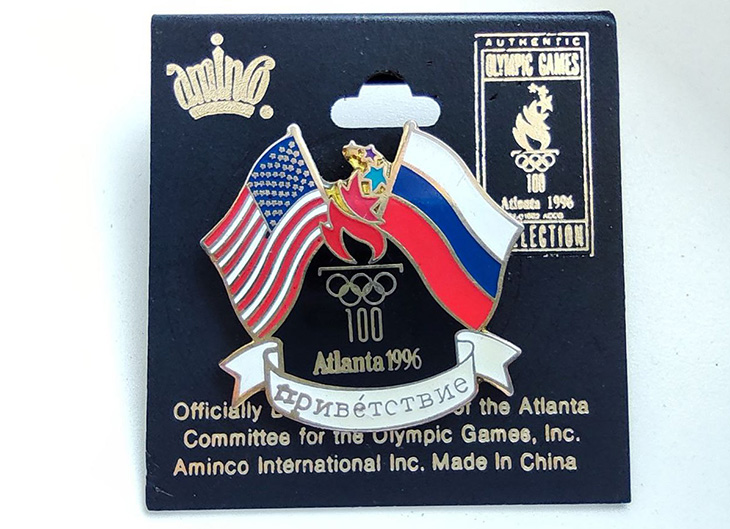 aminco
AUTHENTIC
OLYMPIC GAMES
100
Atlanta 1996
LECTION
100
Atlanta 1996
приве́тствие
Officially of the Atlanta
Committee for the Olympic Games, Inc.
Aminco International Inc. Made In China